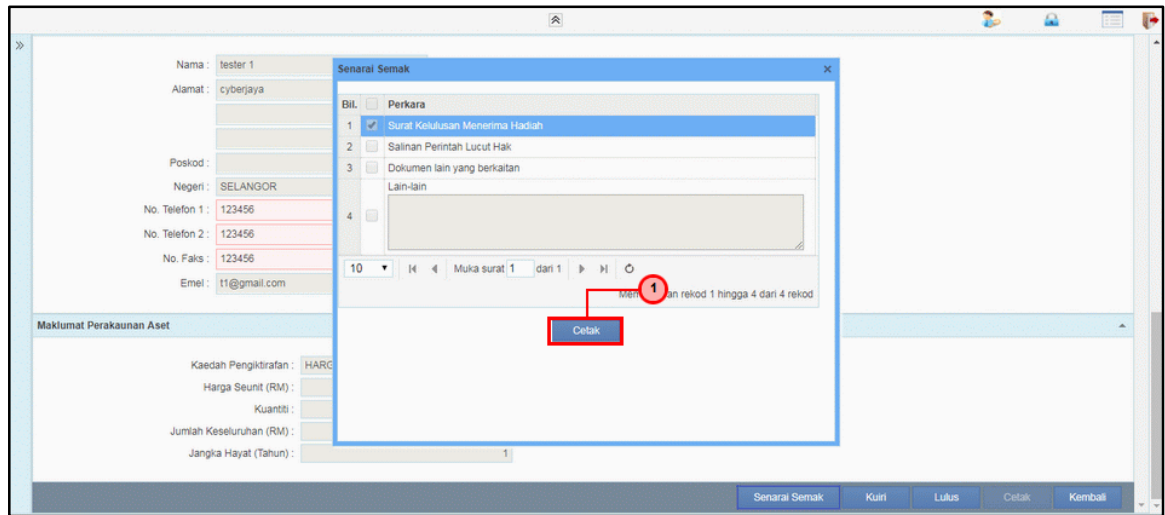 Nama : tester 1
Alamat : cyberjaya
Poskod :
Negeri : SELANGOR
No. Telefon 1 : 123456
No. Telefon 2 : 123456
No. Faks : 123456
Emel : t1@gmail.com
Senarai Semak
Bil. Perkara
1 Surat Kelulusan Menerima Hadiah
2 Salinan Perintah Lucut Hak
3 Dokumen lain yang berkaitan
Lain-lain
4
10 Muka surat 1 dari 1
1
an rekod 1 hingga 4 dari 4 rekod
Cetak
Maklumat Perakaunan Aset
Kaedah Pengiktirafan : HARG
Harga Seunit (RM) :
Kuantiti :
Jumlah Keseluruhan (RM) :
Jangka Hayat (Tahun) : 1
Senarai Semak Kuiri Lulus Cetak Kembali